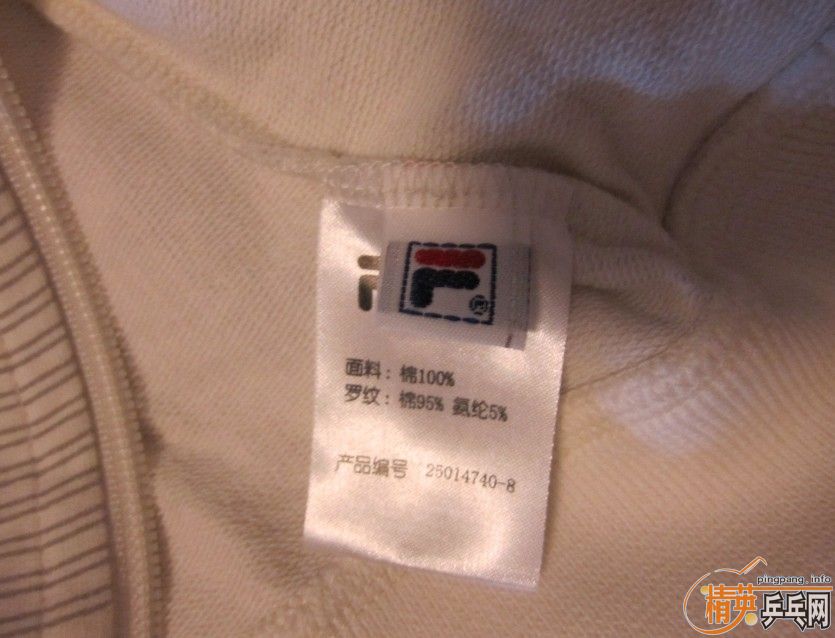 面料：棉100%
罗纹：棉95% 氨纶5%
产品编号 25014740-8
pingpang.info
精英乒乓网